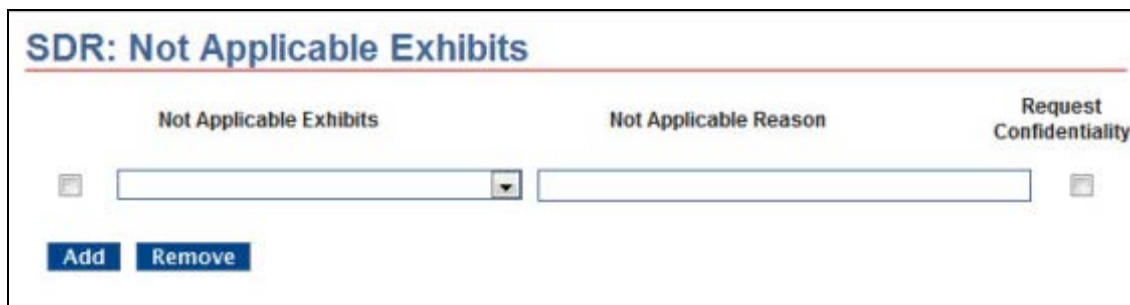 SDR: Not Applicable Exhibits
Not Applicable Exhibits Not Applicable Reason Request
Confidentiality
Add Remove